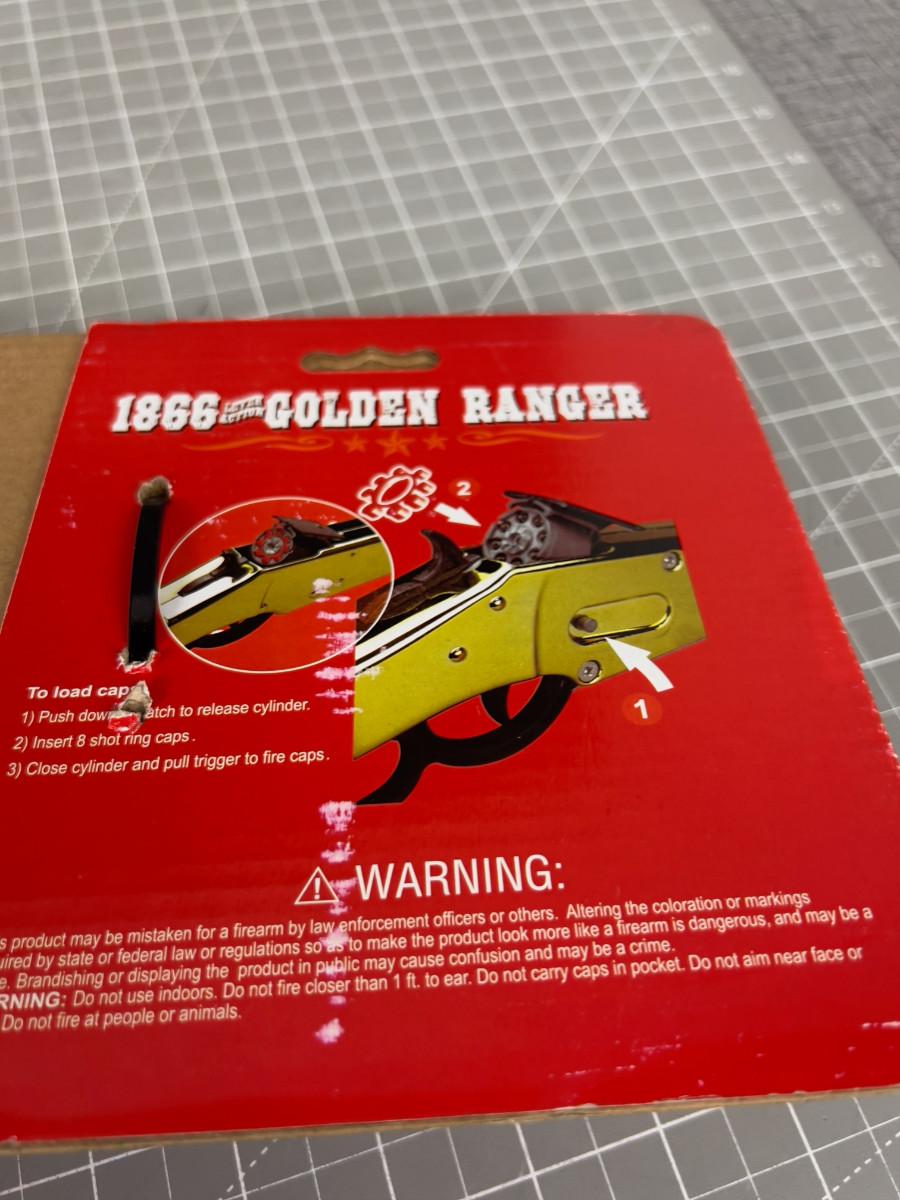 1866 LEVER ACTION GOLDEN RANGER
2
1
To load cap
1) Push down atch to release cylinder.
2) Insert 8 shot ring caps.
3) Close cylinder and pull trigger to fire caps.
WARNING:
s product may be mistaken for a firearm by law enforcement officers or others. Altering the coloration or markings
uired by state or federal law or regulations so as to make the product look more like a firearm is dangerous, and may be a
e. Brandishing or displaying the product in public may cause confusion and may be a crime.
RNING: Do not use indoors. Do not fire closer than 1 ft. to ear. Do not carry caps in pocket. Do not aim near face or
Do not fire at people or animals.